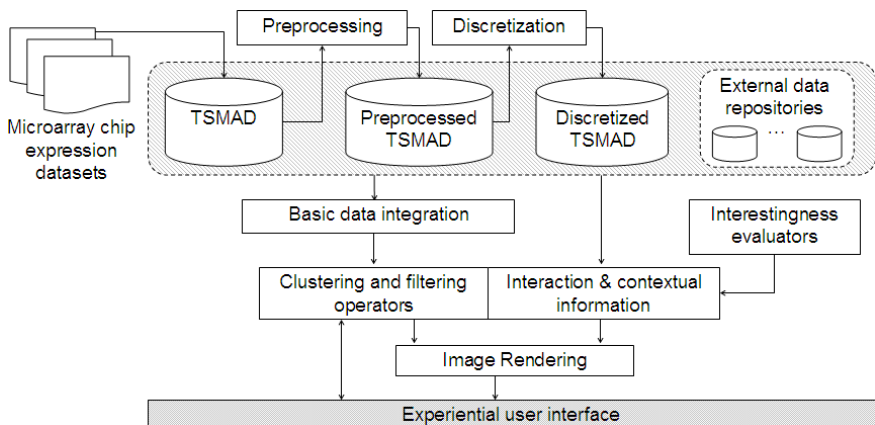 Preprocessing
Discretization
Microarray chip
expression
datasets
TSMAD
Preprocessed
TSMAD
Discretized
TSMAD
External data
repositories
...
Basic data integration
Interestingness
evaluators
Clustering and filtering
operators
Interaction & contextual
information
Image Rendering
Experiential user interface